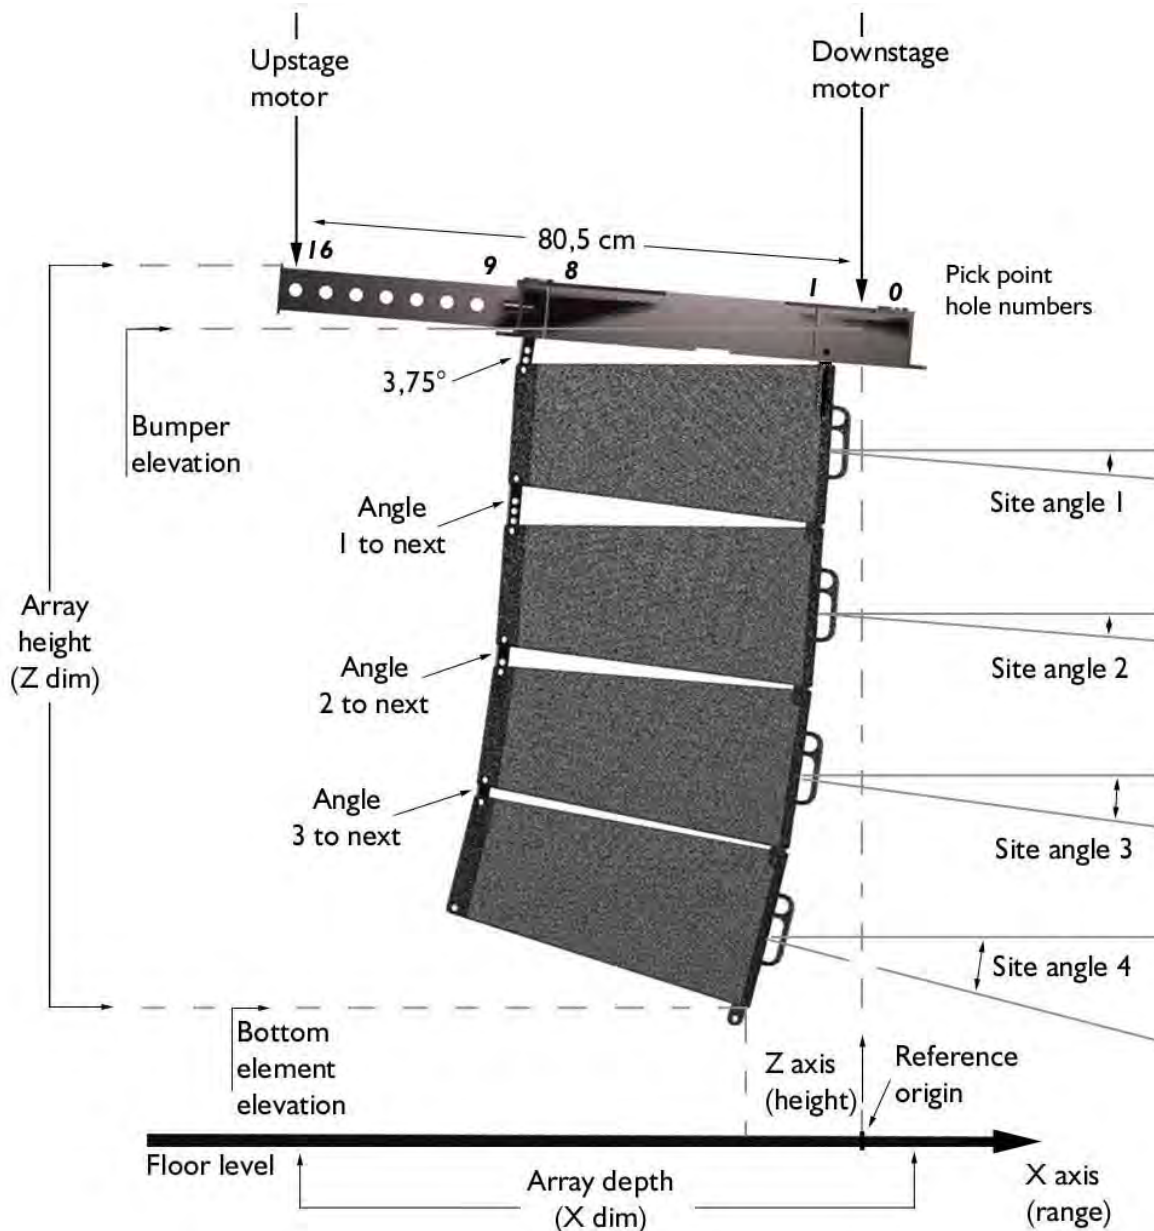 Upstage
motor
Downstage
motor
80,5 cm
16
9
8
1
0
Pick point
hole numbers
3,75°
Bumper
elevation
Site angle 1
Angle
1 to next
Array
height
(Z dim)
Site angle 2
Angle
2 to next
Angle
3 to next
Site angle 3
Site angle 4
Bottom
element
elevation
Z axis
(height)
Reference
origin
Floor level
Array depth
(X dim)
X axis
(range)